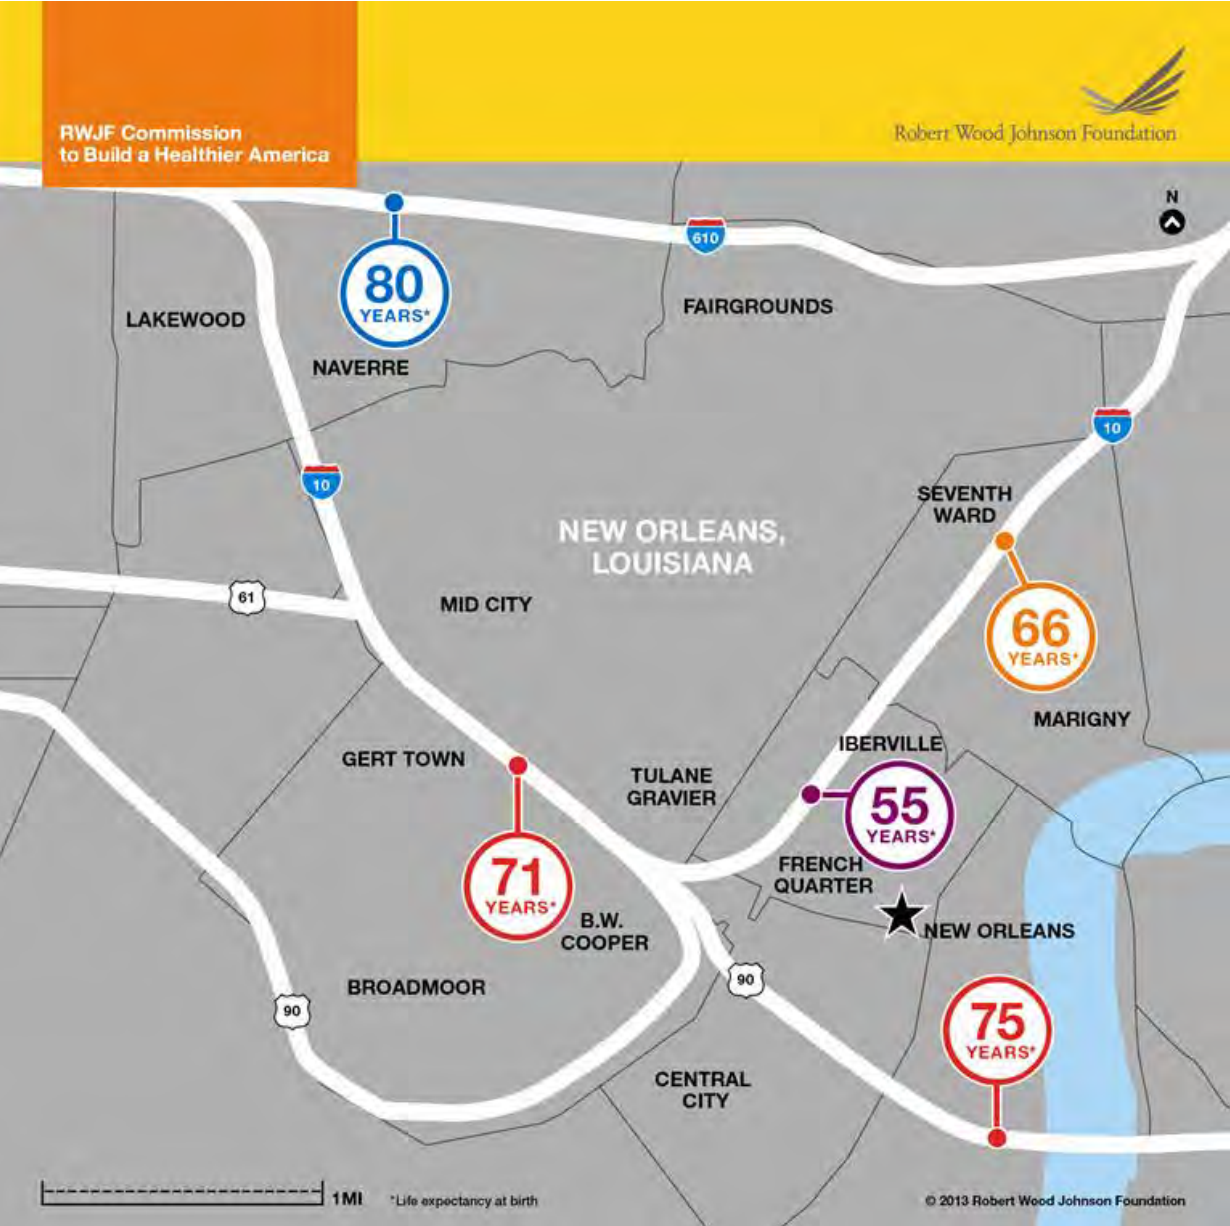 RWJF Commission
to Build a Healthier America
Robert Wood Johnson Foundation
N
610
80
YEARS*
LAKEWOOD
FAIRGROUNDS
NAVERRE
10
10
SEVENTH
WARD
NEW ORLEANS,
LOUISIANA
61
MID CITY
66
YEARS*
MARIGNY
IBERVILLE
GERT TOWN
TULANE
GRAVIER
55
YEARS*
FRENCH
QUARTER
71
YEARS*
B.W.
COOPER
NEW ORLEANS
90
BROADMOOR
90
75
YEARS*
CENTRAL
CITY
1MI
*Life expectancy at birth
© 2013 Robert Wood Johnson Foundation